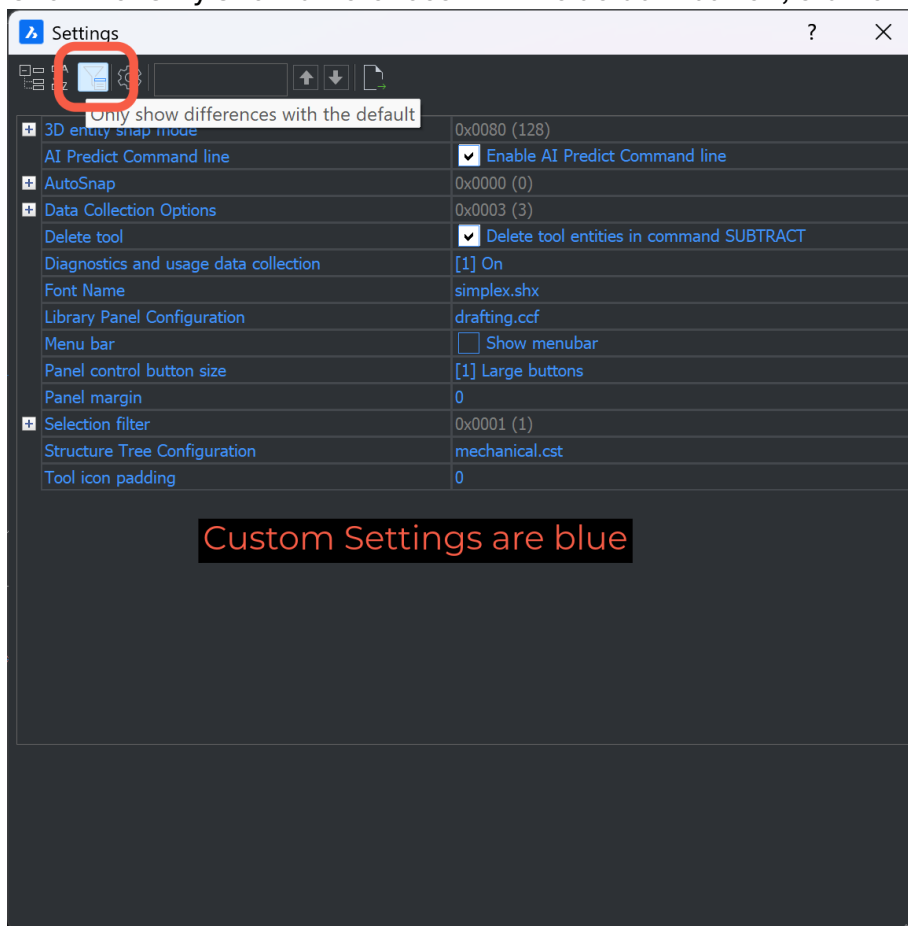 Settings ?
Only show differences with the default
3D entity snap mode 0x0080 (128)
AI Predict Command line Enable AI Predict Command line
AutoSnap 0x0000 (0)
Data Collection Options 0x0003 (3)
Delete tool Delete tool entities in command SUBTRACT
Diagnostics and usage data collection [1] On
Font Name simplex.shx
Library Panel Configuration drafting.ccf
Menu bar Show menubar
Panel control button size [1] Large buttons
Panel margin 0
Selection filter 0x0001 (1)
Structure Tree Configuration mechanical.cst
Tool icon padding 0
Custom Settings are blue